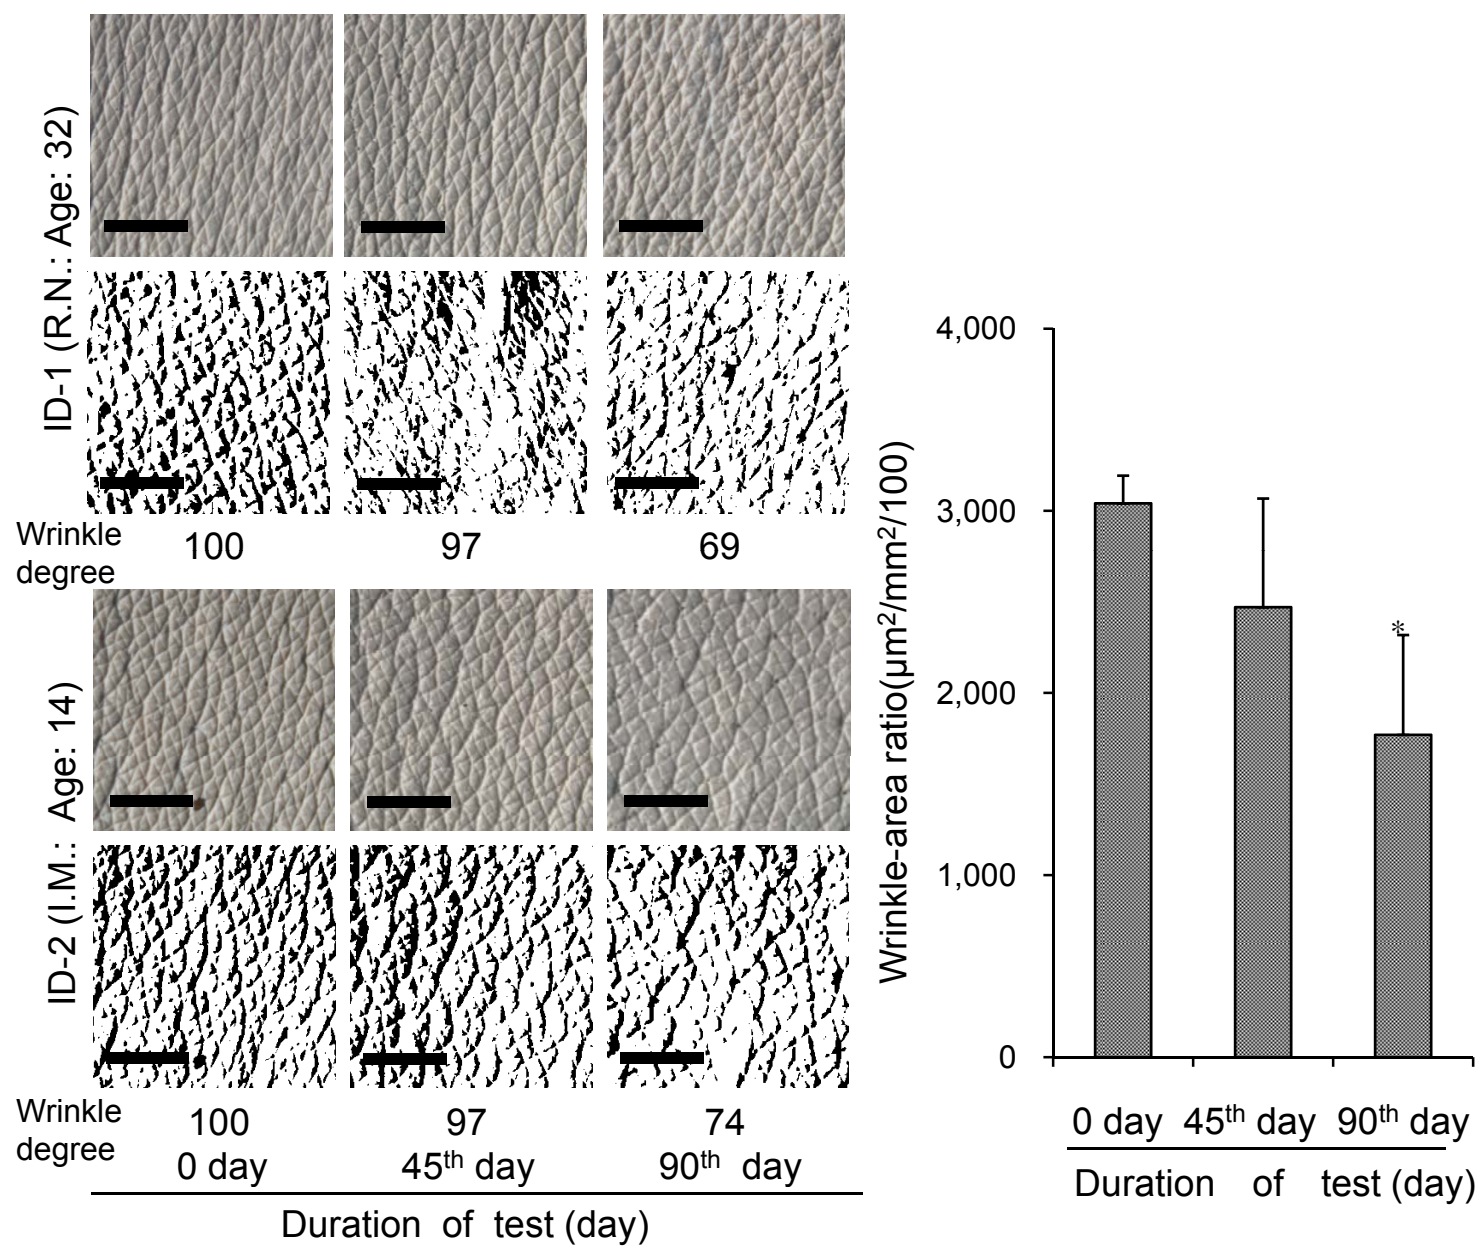 ID-1 (R.N.: Age: 32)
Wrinkle degree
100
97
69
ID-2 (I.M.: Age: 14)
Wrinkle degree
100
97
74
0 day
45th day
90th day
Duration of test (day)
Wrinkle-area ratio(μm²/mm²/100)
4,000
3,000
2,000
1,000
0
*
0 day
45th day
90th day
Duration of test (day)